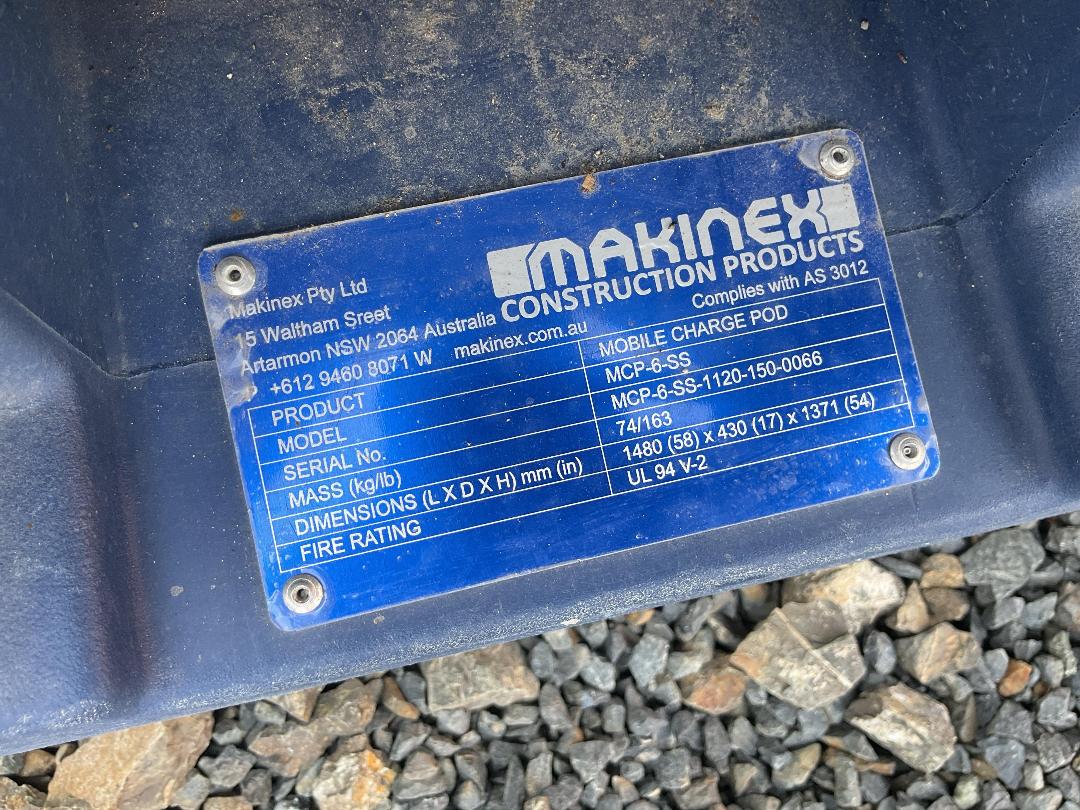 MAKINEX
CONSTRUCTION PRODUCTS
Makinex Pty Ltd
15 Waltham Sreet
Artarmon NSW 2064 Australia
P +612 9460 8071 W makinex.com.au
Complies with AS 3012
PRODUCT MOBILE CHARGE POD
MODEL MCP-6-SS
SERIAL No. MCP-6-SS-1120-150-0066
MASS (kg/lb) 74/163
DIMENSIONS (L X D X H) mm (in) 1480 (58) x 430 (17) x 1371 (54)
FIRE RATING UL 94 V-2